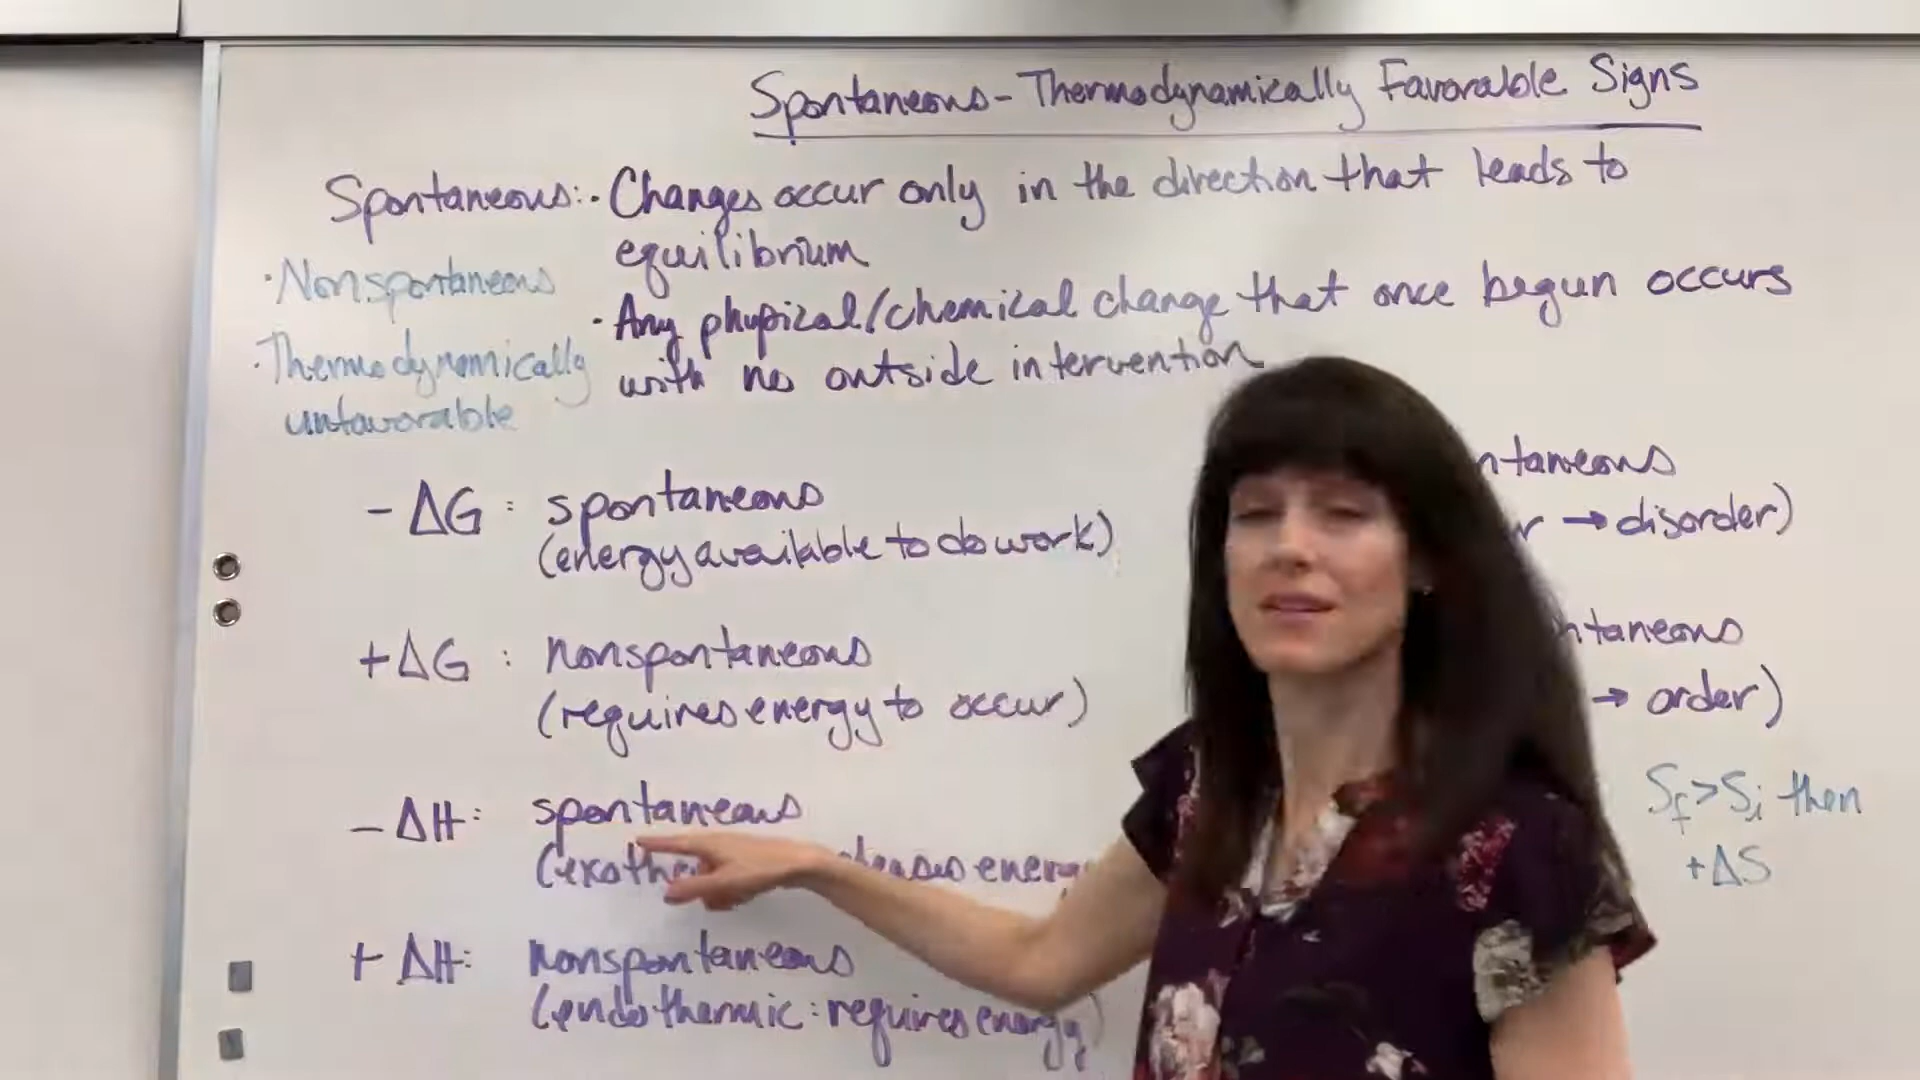 Spontaneous - Thermodynamically Favorable Signs
Spontaneous: · Changes occur only in the direction that leads to
equilibrium
· Any physical/chemical change that once begun occurs
with no outside intervention
· Nonspontaneous
· Thermodynamically
unfavorable
- ΔG : spontaneous
(energy available to do work)
+ΔG : nonspontaneous
(requires energy to occur)
- ΔH: spontaneous
energy
+ ΔH: nonspontaneous
(endothermic: requires energy)
→ disorder)
→ order)
Sf > Si then
+ΔS